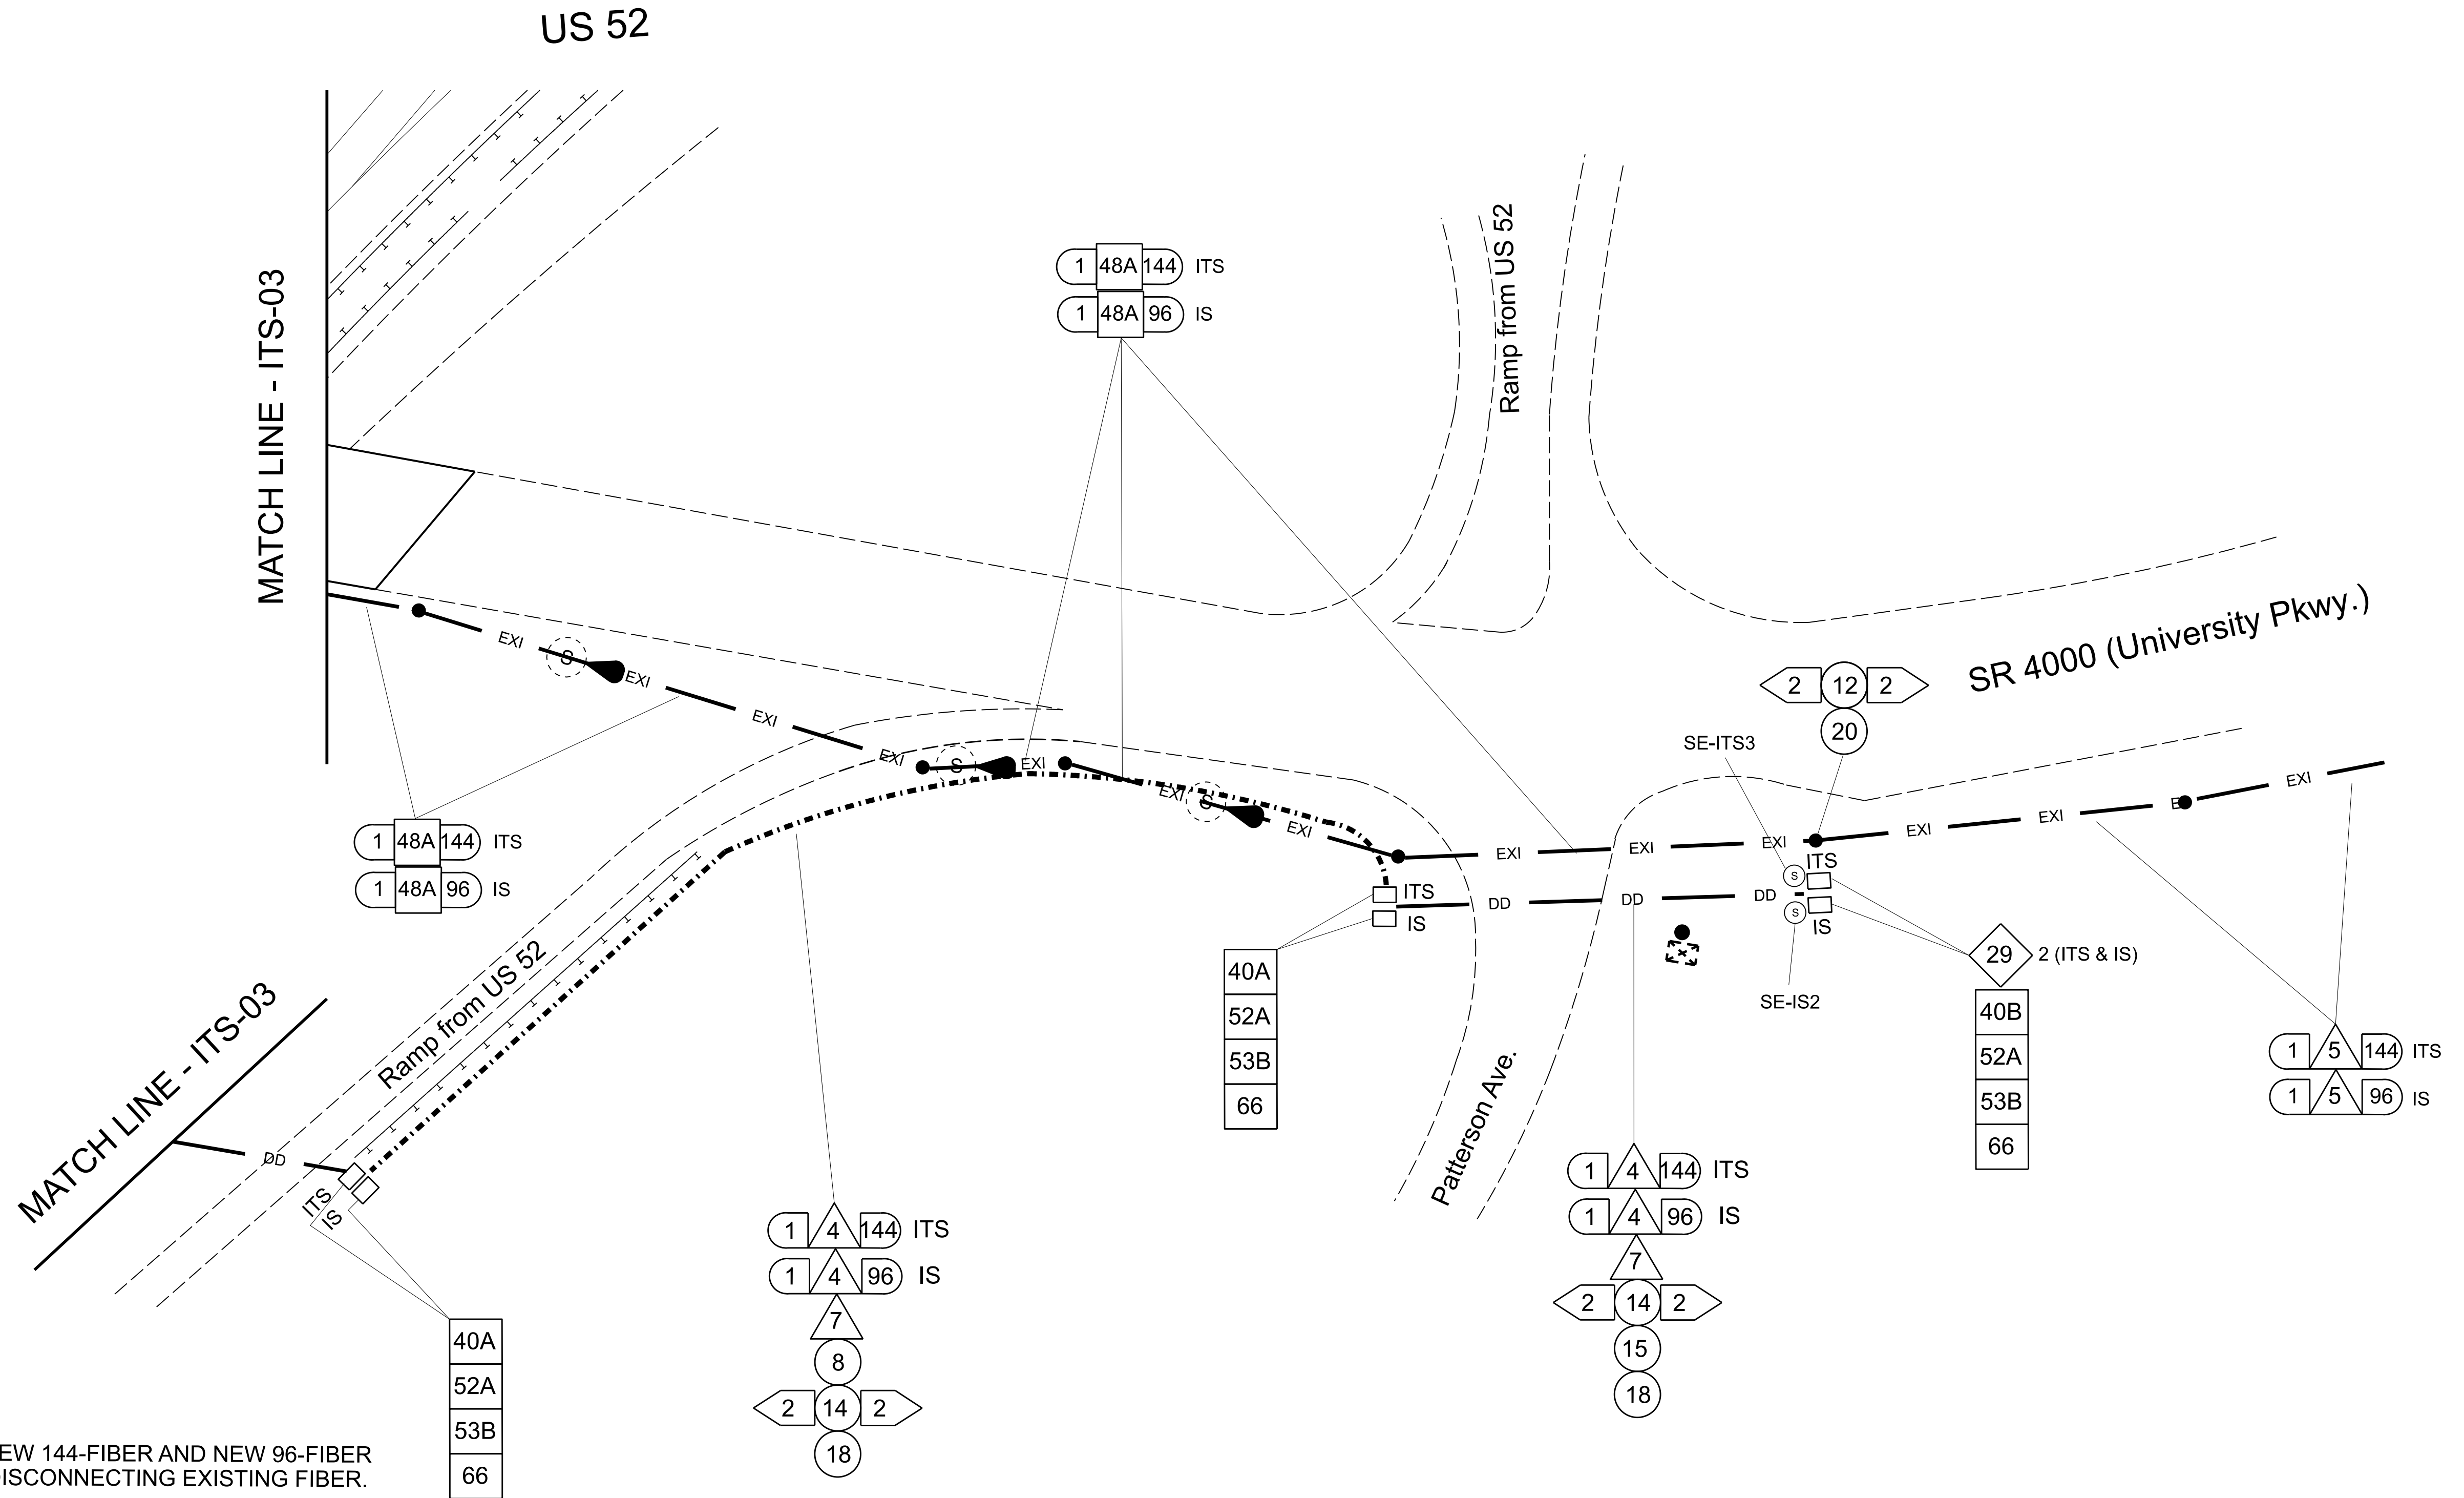 US 52
MATCH LINE - ITS-03
Ramp from US 52
1 48A 144 ITS
1 48A 96 IS
SR 4000 (University Pkwy.)
2 12 2
20
SE-ITS3
EXI
S
EXI
EXI
EXI
S
EXI
EXI
S
EXI
EXI
EXI
EXI
EXI
EXI
EXI
1 48A 144 ITS
1 48A 96 IS
ITS
IS
DD
DD
DD
S
S
ITS
IS
SE-IS2
29 2 (ITS & IS)
40B
52A
53B
66
40A
52A
53B
66
1 5 144 ITS
1 5 96 IS
Ramp from US 52
MATCH LINE - ITS-03
DD
ITS
IS
Patterson Ave.
1 4 144 ITS
1 4 96 IS
7
2 14 2
15
18
1 4 144 ITS
1 4 96 IS
7
8
2 14 2
18
40A
52A
53B
66
EW 144-FIBER AND NEW 96-FIBER
ISCONNECTING EXISTING FIBER.